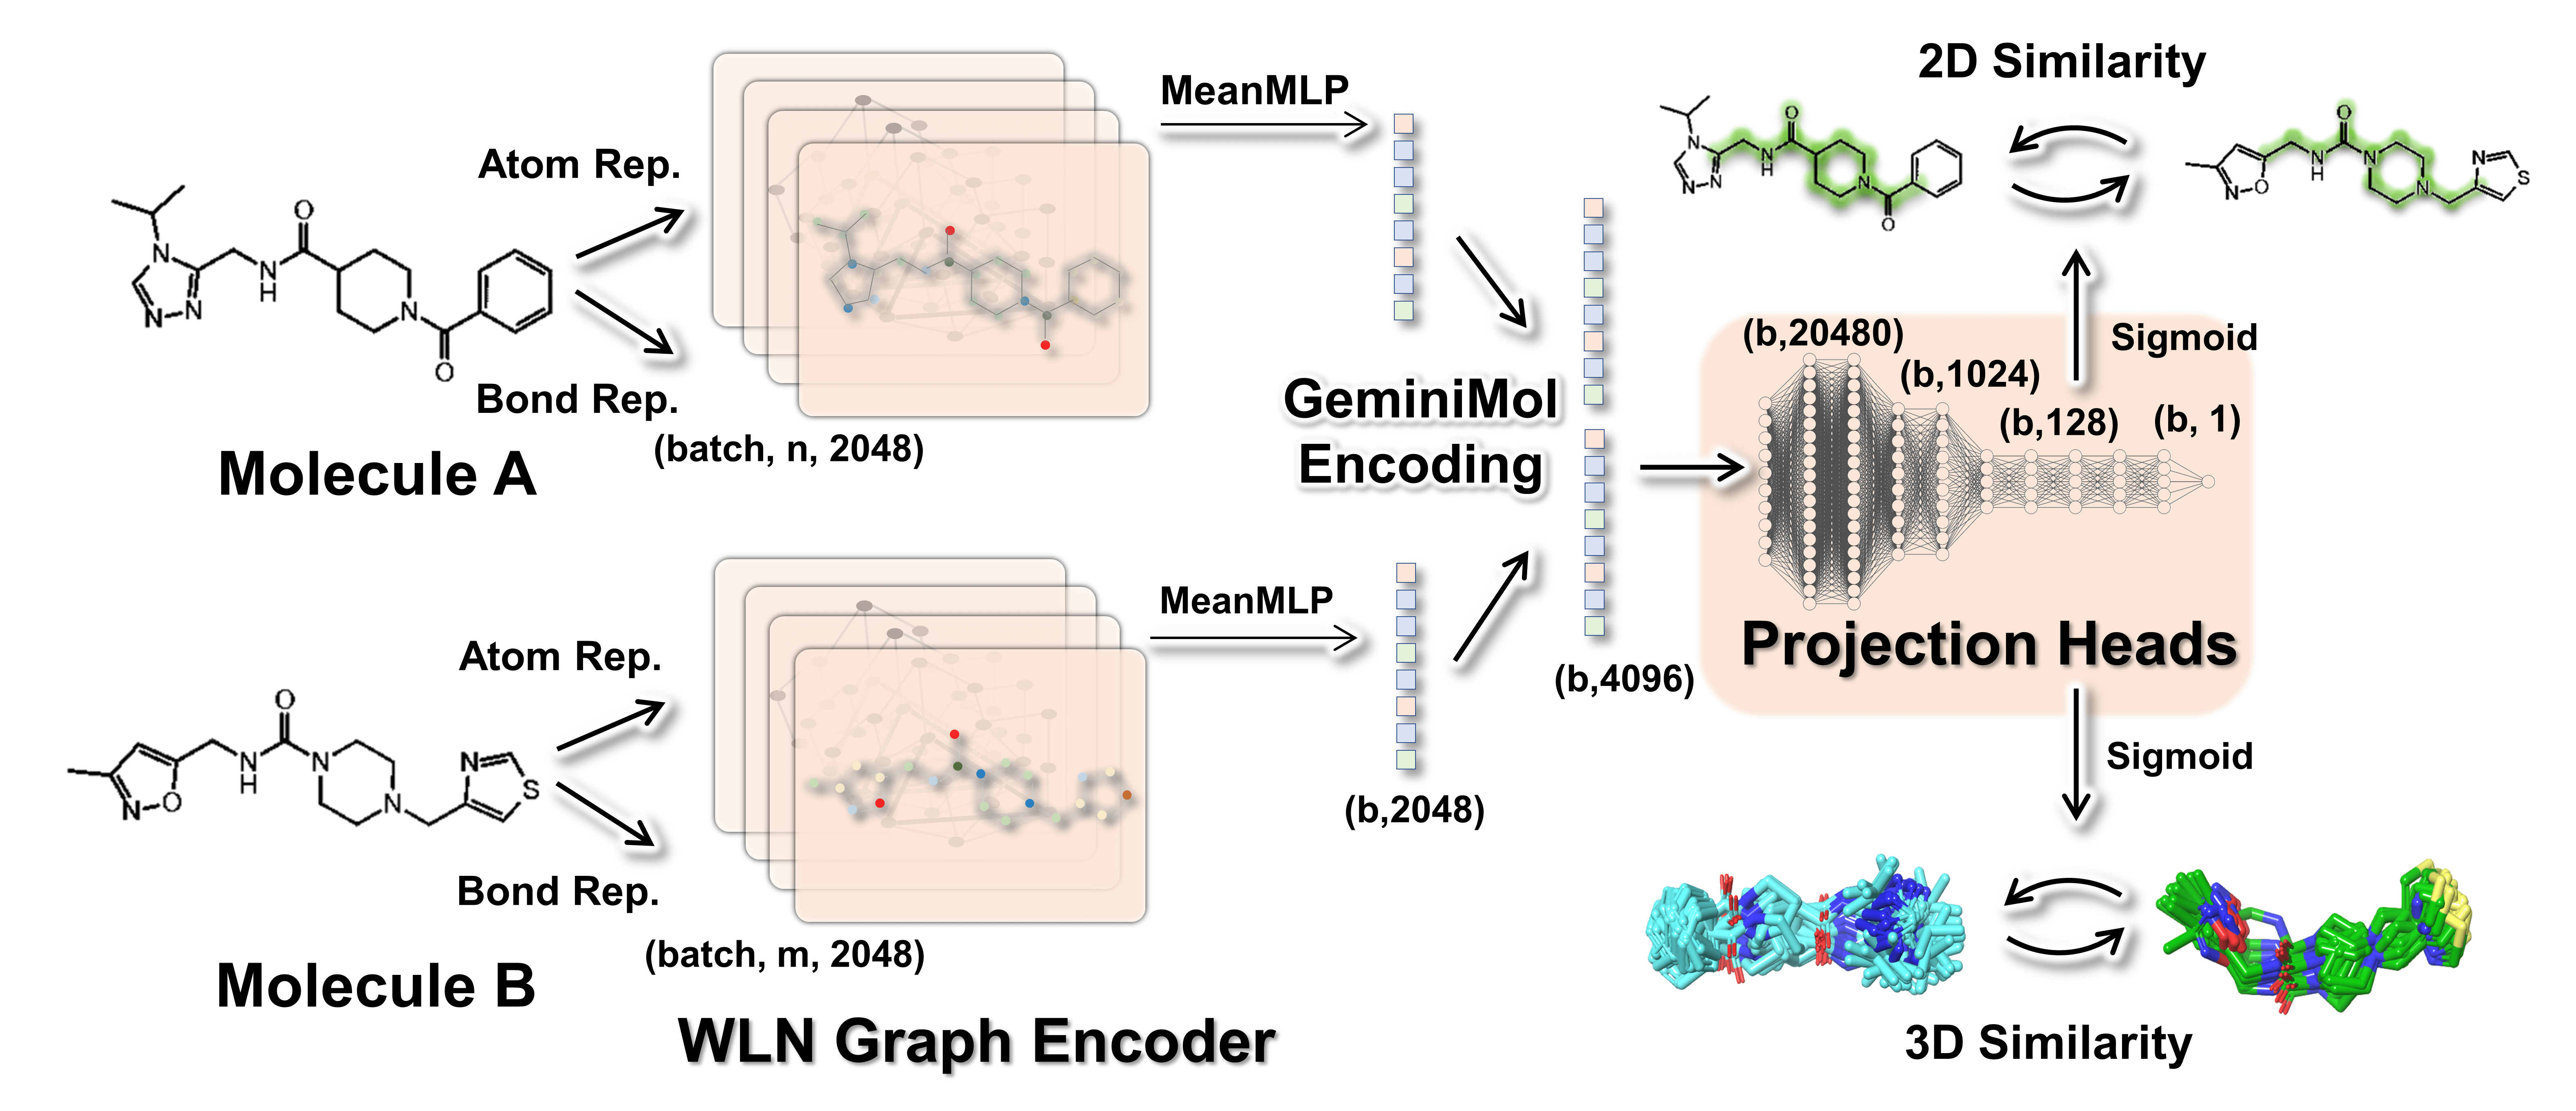 Molecule A
Atom Rep.
Bond Rep.
(batch, n, 2048)
MeanMLP
N
N
N
N
H
O
N
O
Molecule B
Atom Rep.
Bond Rep.
(batch, m, 2048)
MeanMLP
(b,2048)
N
O
N
H
O
N
N
N
S
WLN Graph Encoder
GeminiMol
Encoding
(b,4096)
(b,20480)
(b,1024)
(b,128)
(b, 1)
Projection Heads
Sigmoid
Sigmoid
2D Similarity
N
N
N
N
H
O
N
O
N
O
N
H
O
N
N
N
S
3D Similarity